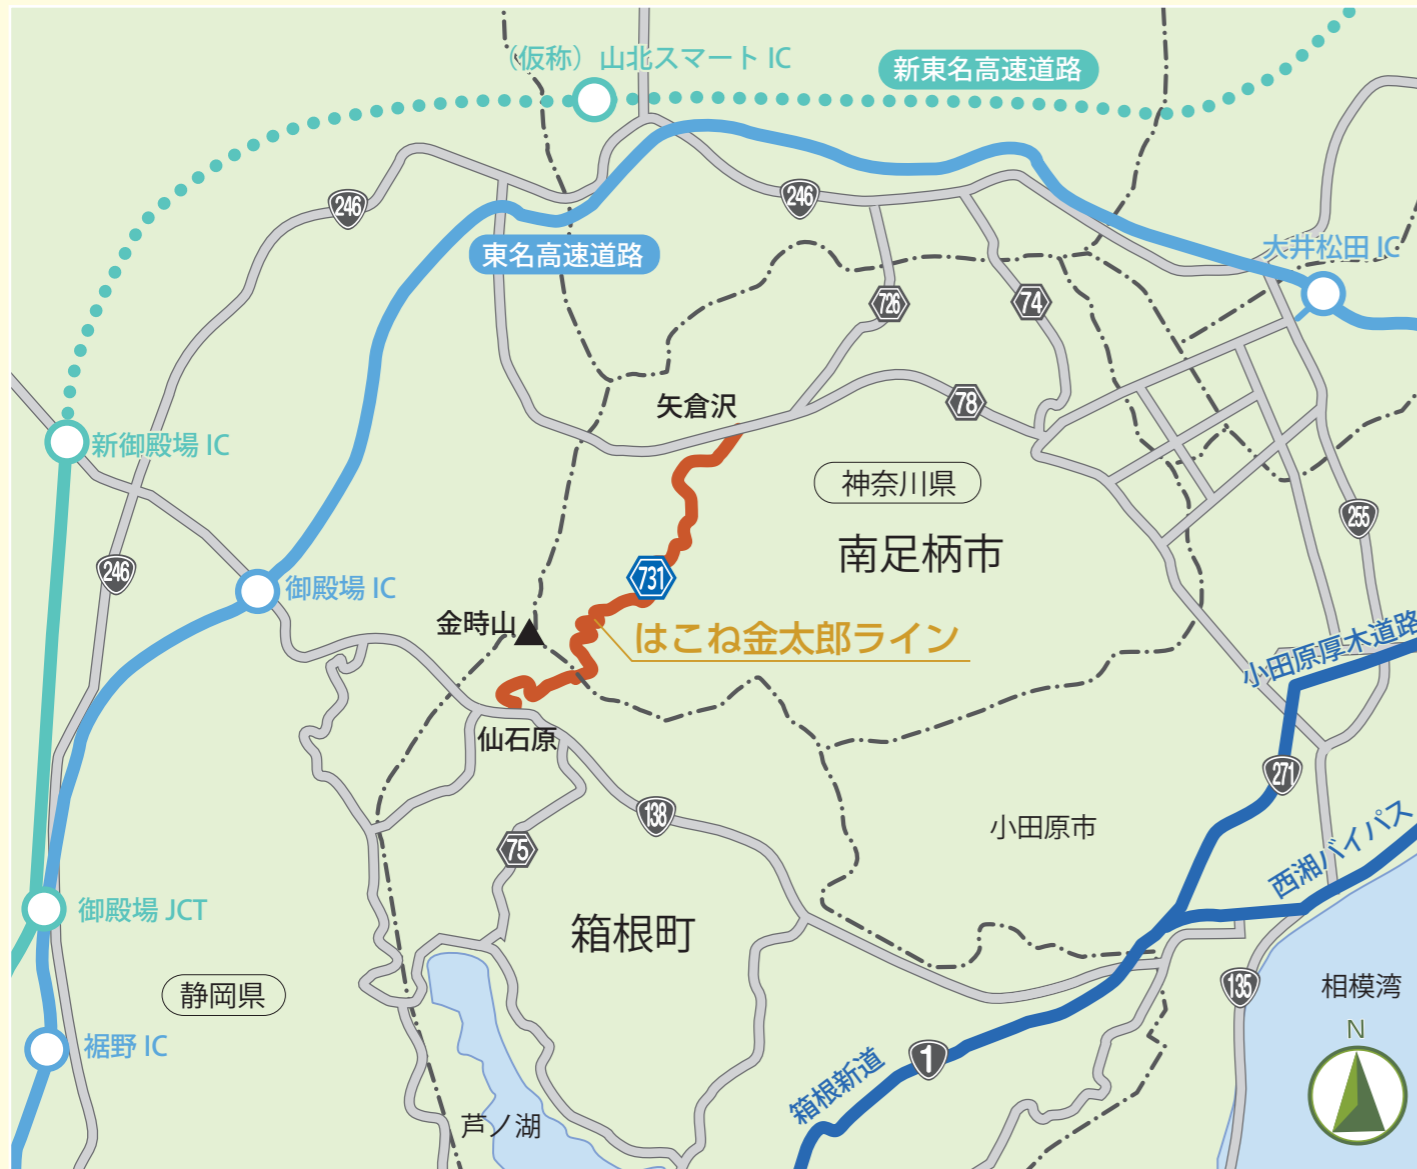 （仮称）山北スマート IC
新東名高速道路
246
246
東名高速道路
大井松田 IC
726
74
矢倉沢
78
新御殿場 IC
神奈川県
南足柄市
255
246
731
御殿場 IC
金時山
はこね金太郎ライン
小田原厚木道路
仙石原
271
138
小田原市
75
西湘バイパス
箱根町
御殿場 JCT
静岡県
135
相模湾
裾野 IC
N
1
箱根新道
芦ノ湖